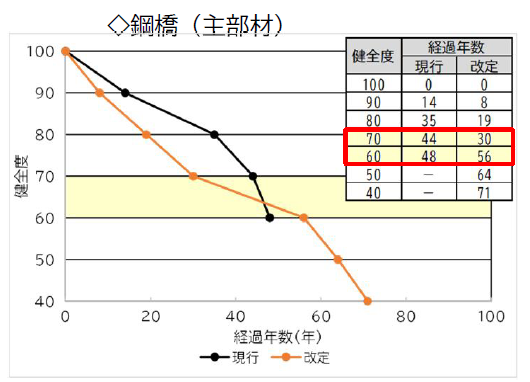 ◇鋼橋（主部材）
健全度 経過年数
現行 改定
100 0 0
90 14 8
80 35 19
70 44 30
60 48 56
50 － 64
40 － 71
100
90
80
70
60
50
40
健全度
0 20 40 60 80 100
経過年数(年)
現行 改定